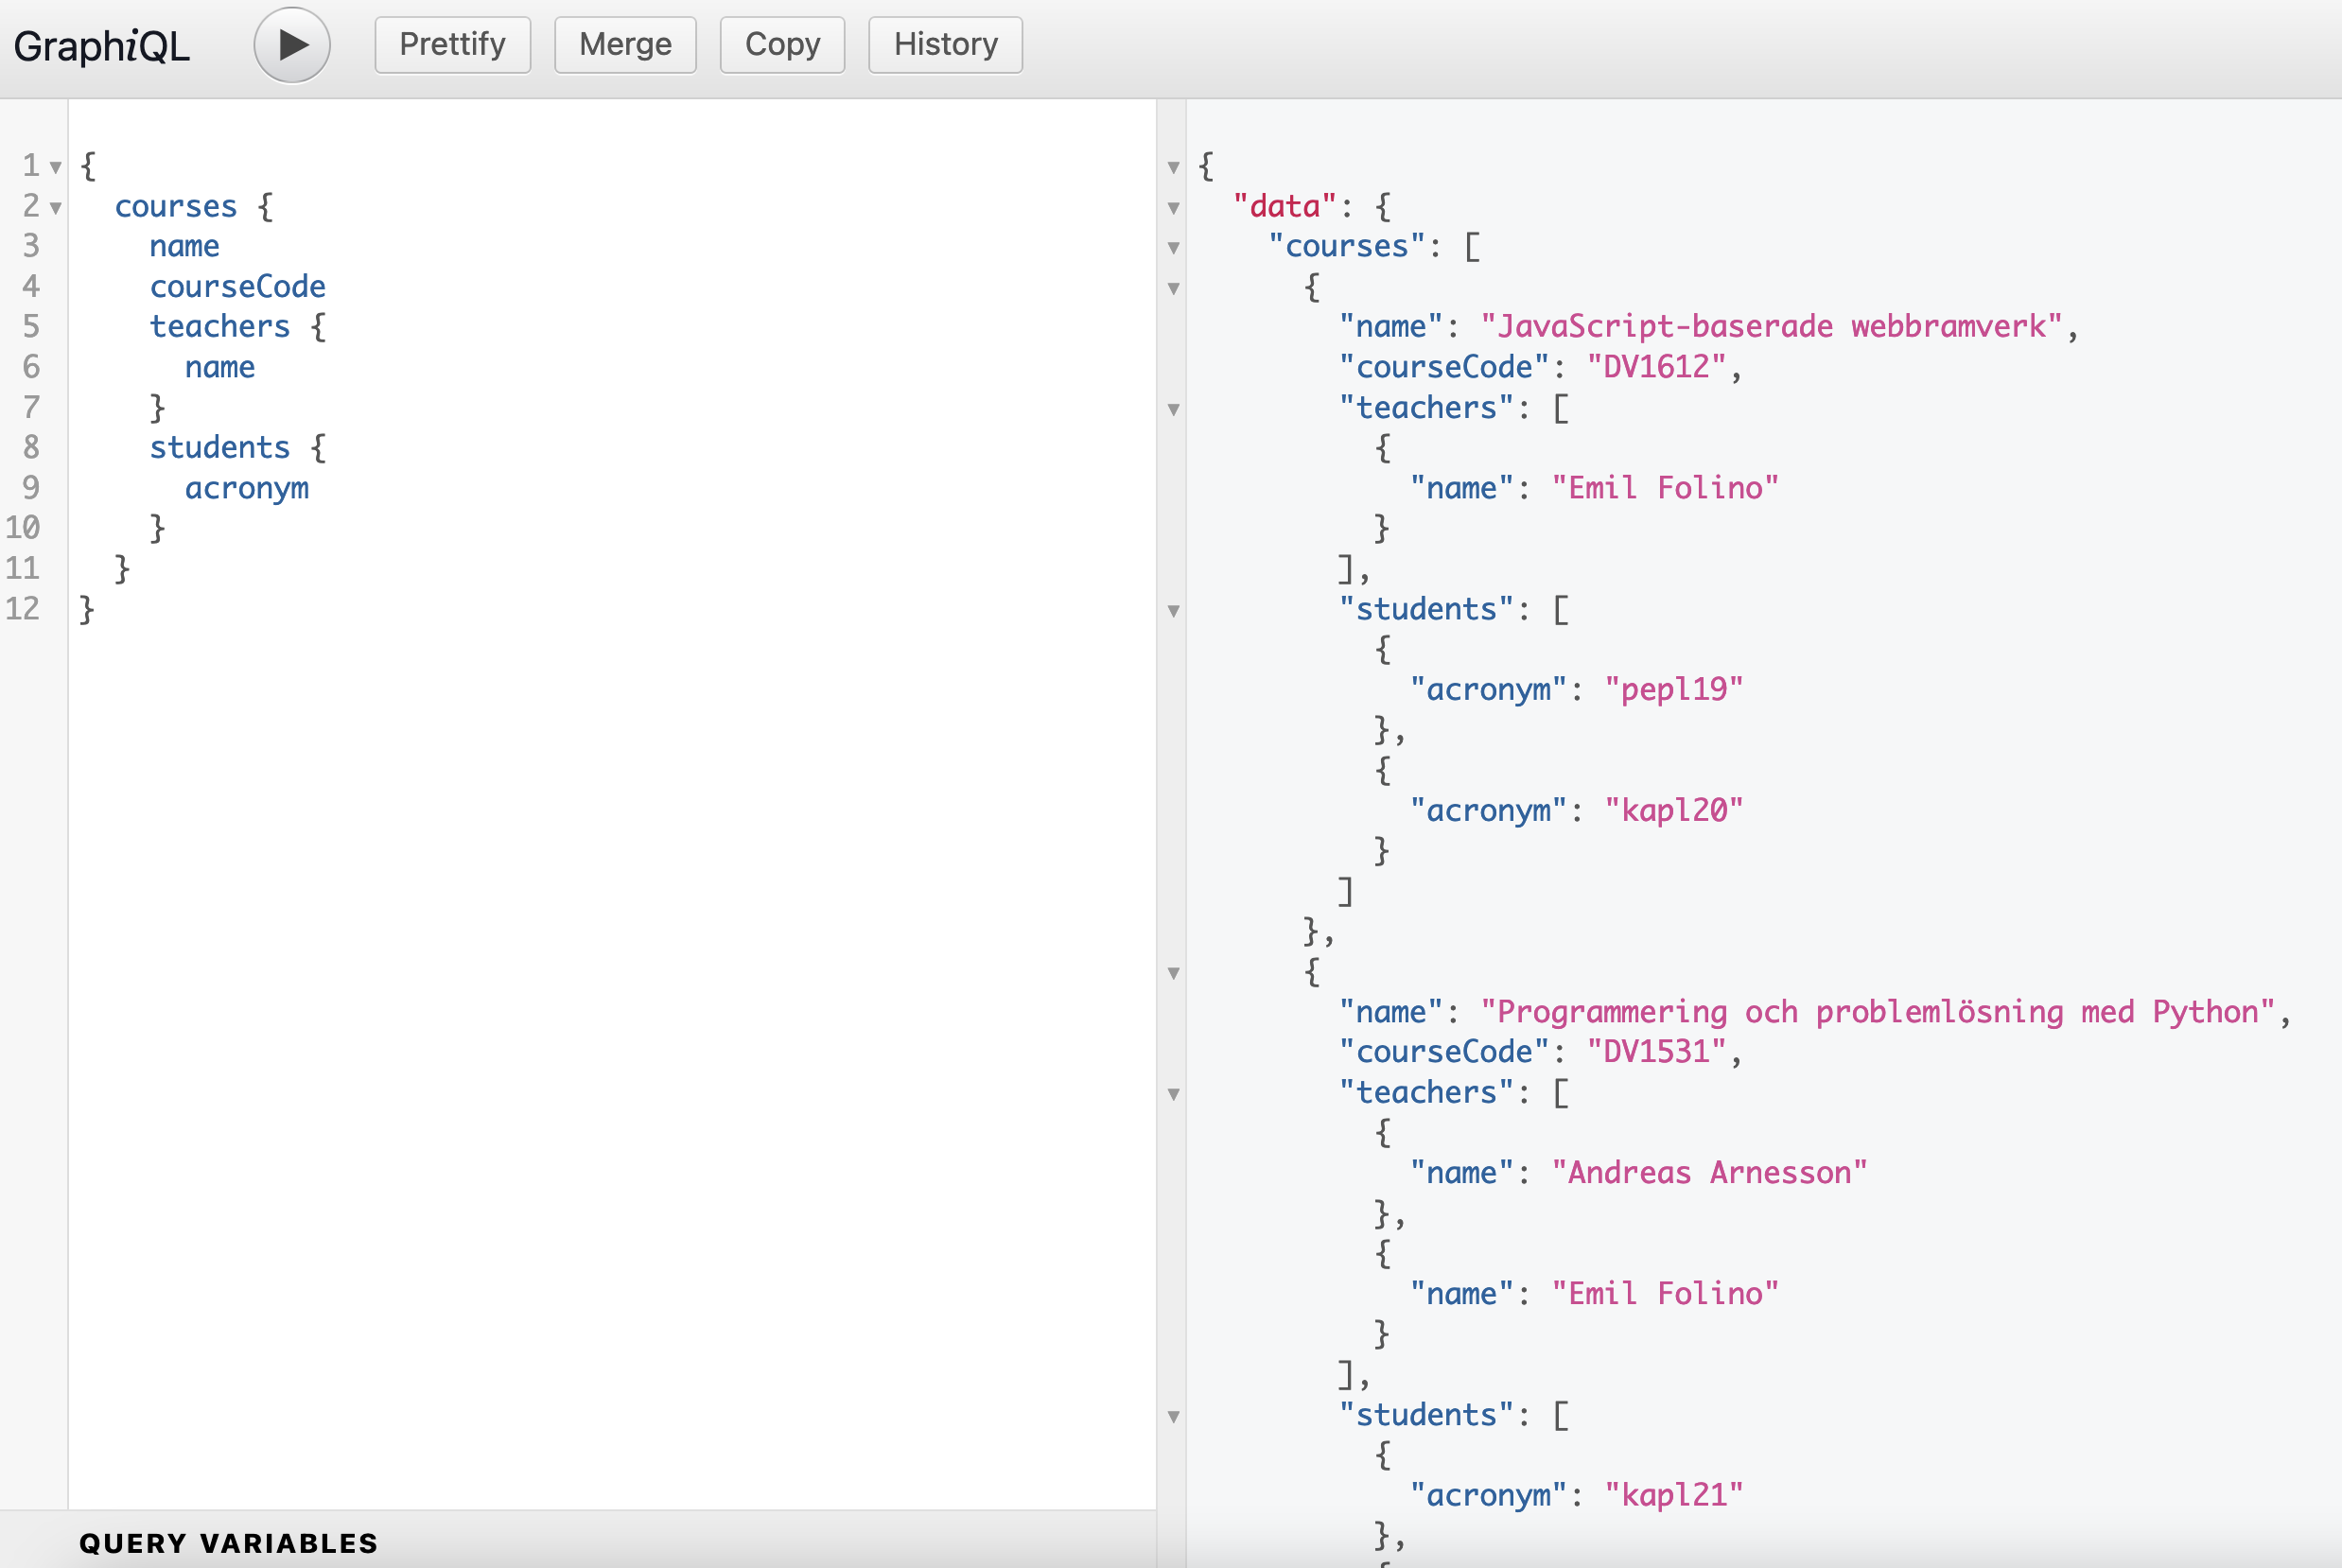 GraphiQL Prettify Merge Copy History
1 {
2 courses {
3 name
4 courseCode
5 teachers {
6 name
7 }
8 students {
9 acronym
10 }
11 }
12 }
QUERY VARIABLES
{
"data": {
"courses": [
{
"name": "JavaScript-baserade webbramverk",
"courseCode": "DV1612",
"teachers": [
{
"name": "Emil Folino"
}
],
"students": [
{
"acronym": "pepl19"
},
{
"acronym": "kapl20"
}
]
},
{
"name": "Programmering och problemlösning med Python",
"courseCode": "DV1531",
"teachers": [
{
"name": "Andreas Arnesson"
},
{
"name": "Emil Folino"
}
],
"students": [
{
"acronym": "kapl21"
},
{